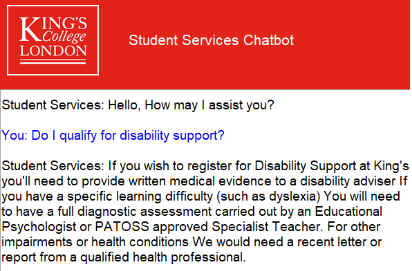 KING'S
College
LONDON
Student Services Chatbot
Student Services: Hello, How may I assist you?
You: Do I qualify for disability support?
Student Services: If you wish to register for Disability Support at King's
you'll need to provide written medical evidence to a disability adviser If
you have a specific learning difficulty (such as dyslexia) You will need
to have a full diagnostic assessment carried out by an Educational
Psychologist or PATOSS approved Specialist Teacher. For other
impairments or health conditions We would need a recent letter or
report from a qualified health professional.